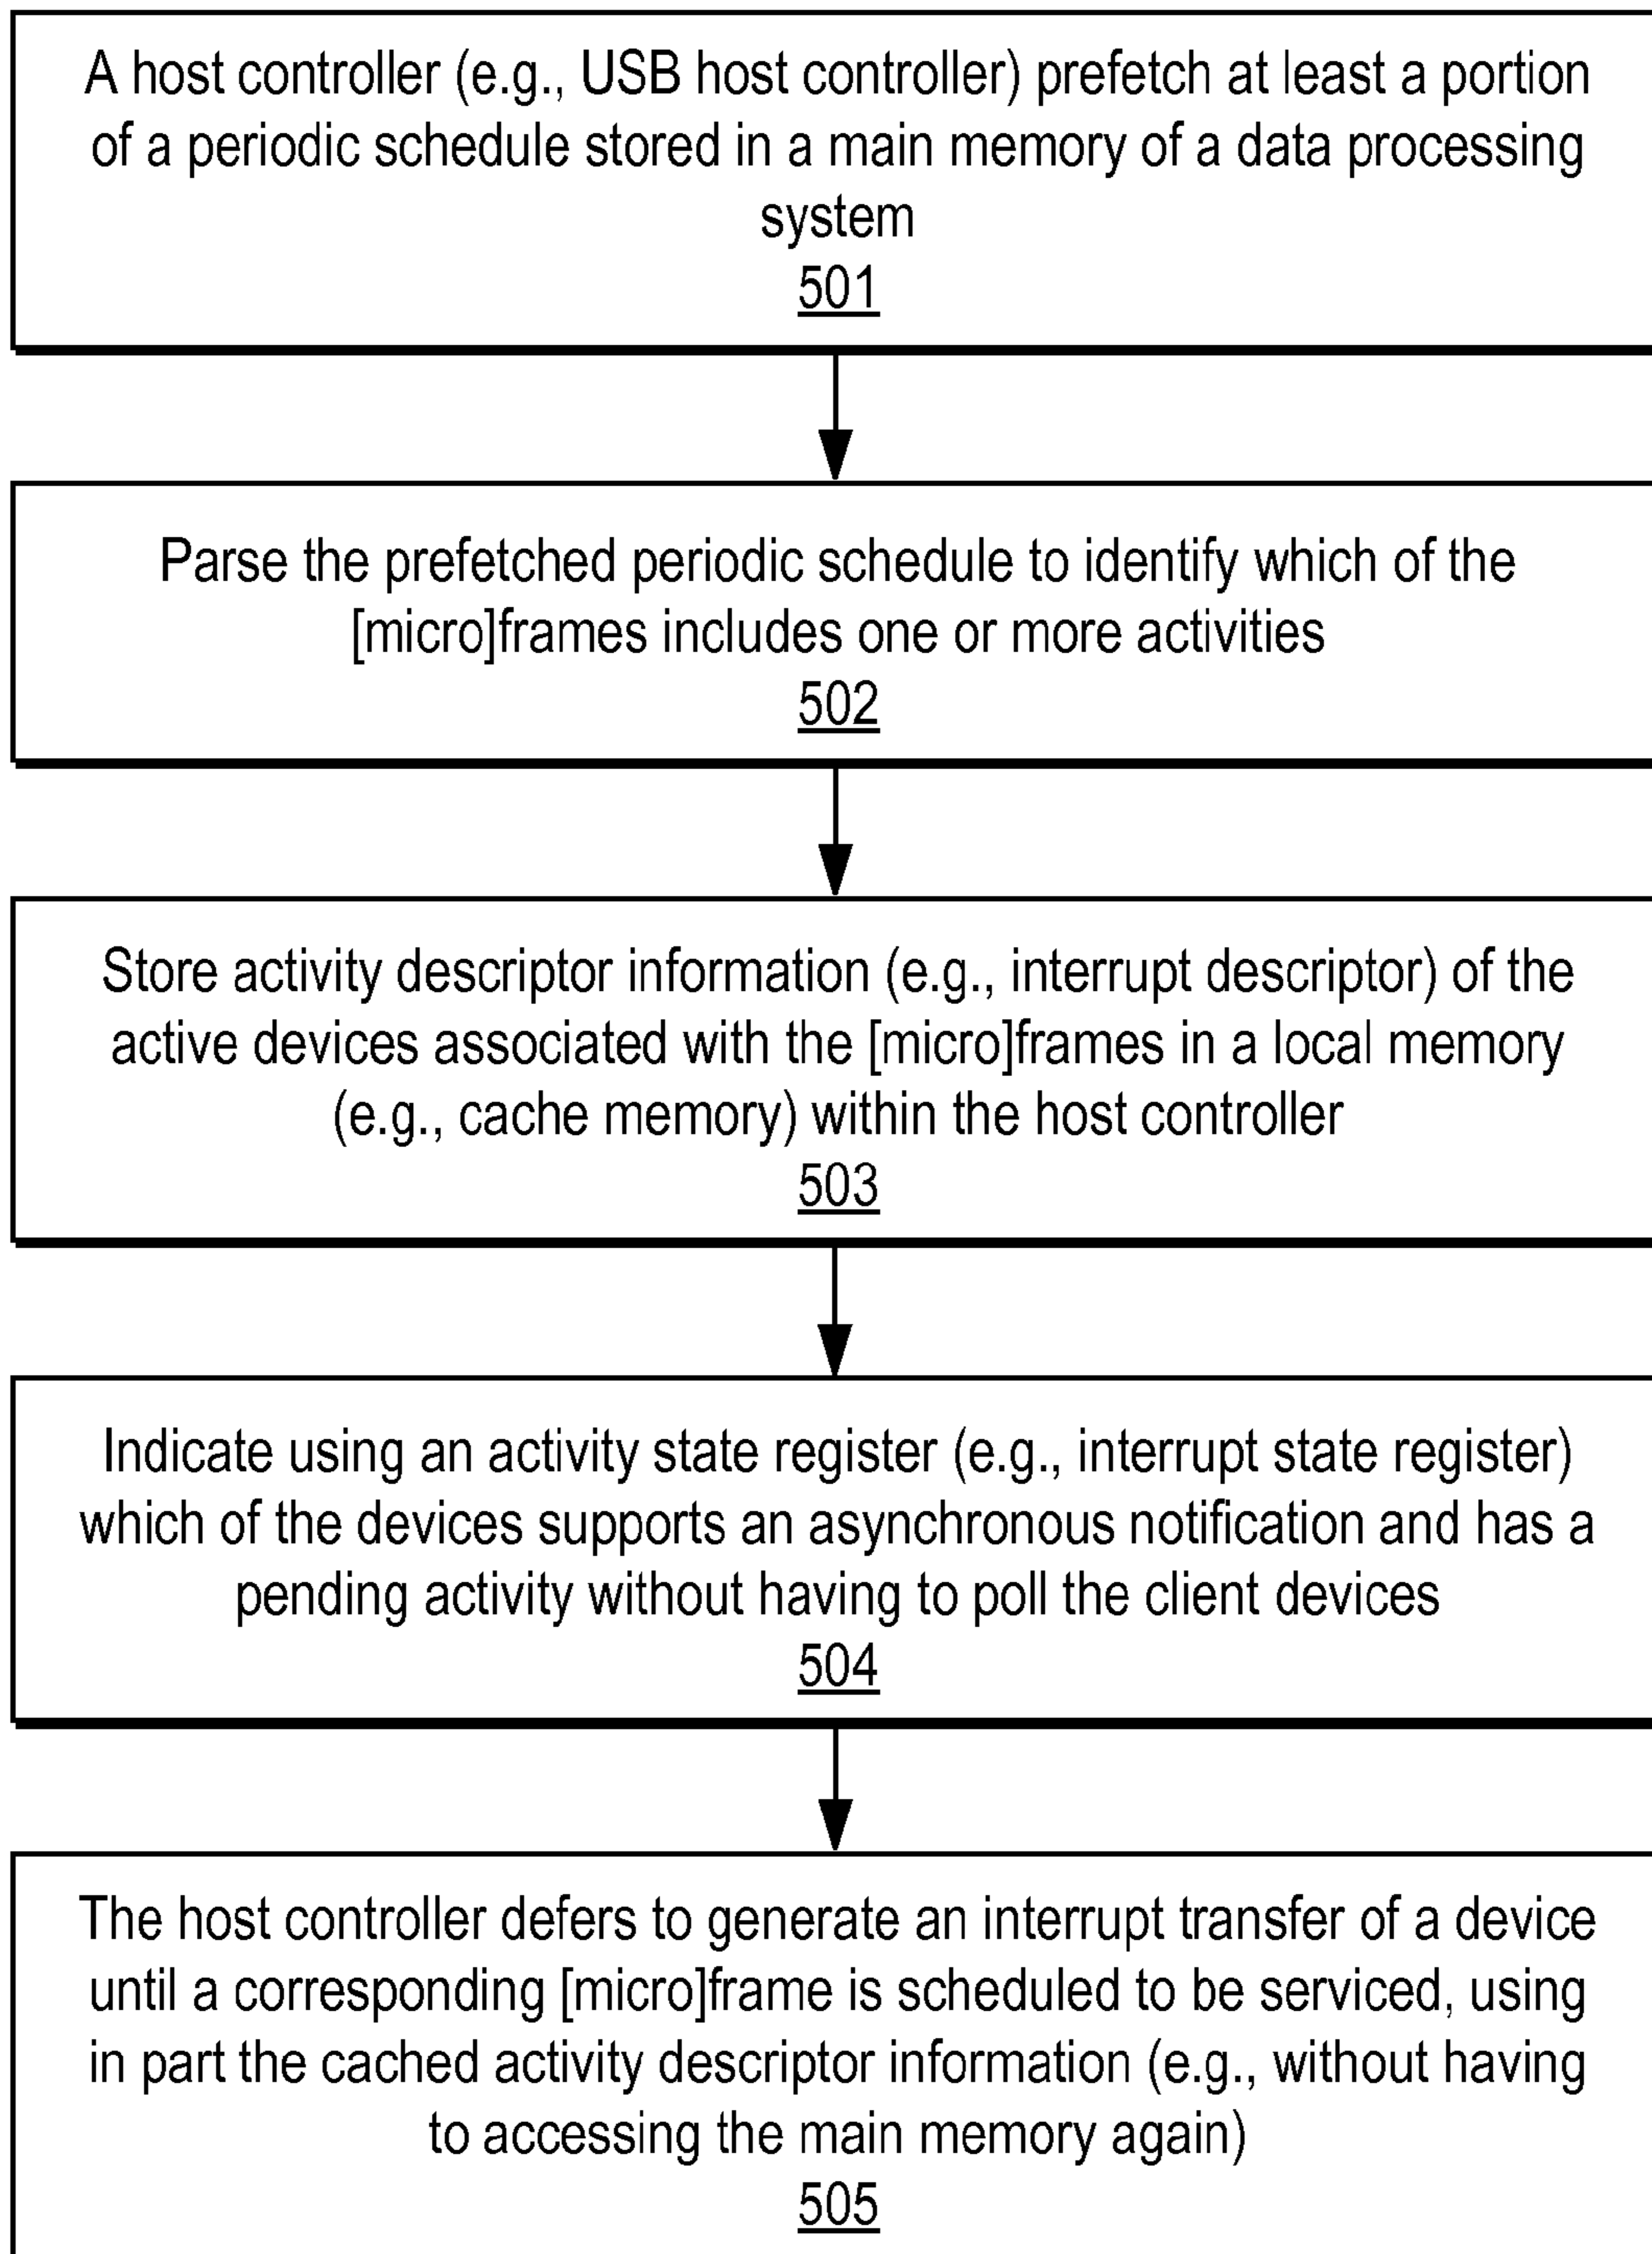 A host controller (e.g., USB host controller) prefetch at least a portion
of a periodic schedule stored in a main memory of a data processing
system
501
Parse the prefetched periodic schedule to identify which of the
[micro]frames includes one or more activities
502
Store activity descriptor information (e.g., interrupt descriptor) of the
active devices associated with the [micro]frames in a local memory
(e.g., cache memory) within the host controller
503
Indicate using an activity state register (e.g., interrupt state register)
which of the devices supports an asynchronous notification and has a
pending activity without having to poll the client devices
504
The host controller defers to generate an interrupt transfer of a device
until a corresponding [micro]frame is scheduled to be serviced, using
in part the cached activity descriptor information (e.g., without having
to accessing the main memory again)
505